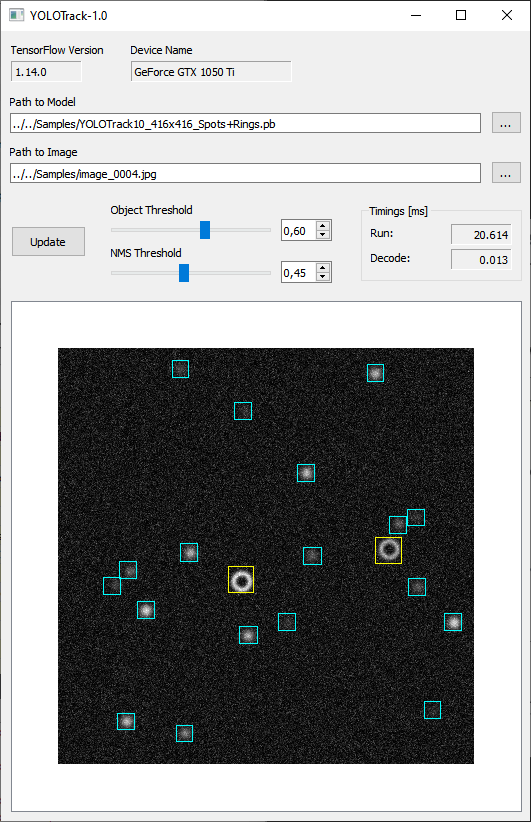 YOLOTrack-1.0
TensorFlow Version
Device Name
1.14.0
GeForce GTX 1050 Ti
Path to Model
../../Samples/YOLOTrack10_416x416_Spots+Rings.pb
...
Path to Image
../../Samples/image_0004.jpg
...
Update
Object Threshold
0,60
NMS Threshold
0,45
Timings [ms]
Run:
20.614
Decode:
0.013